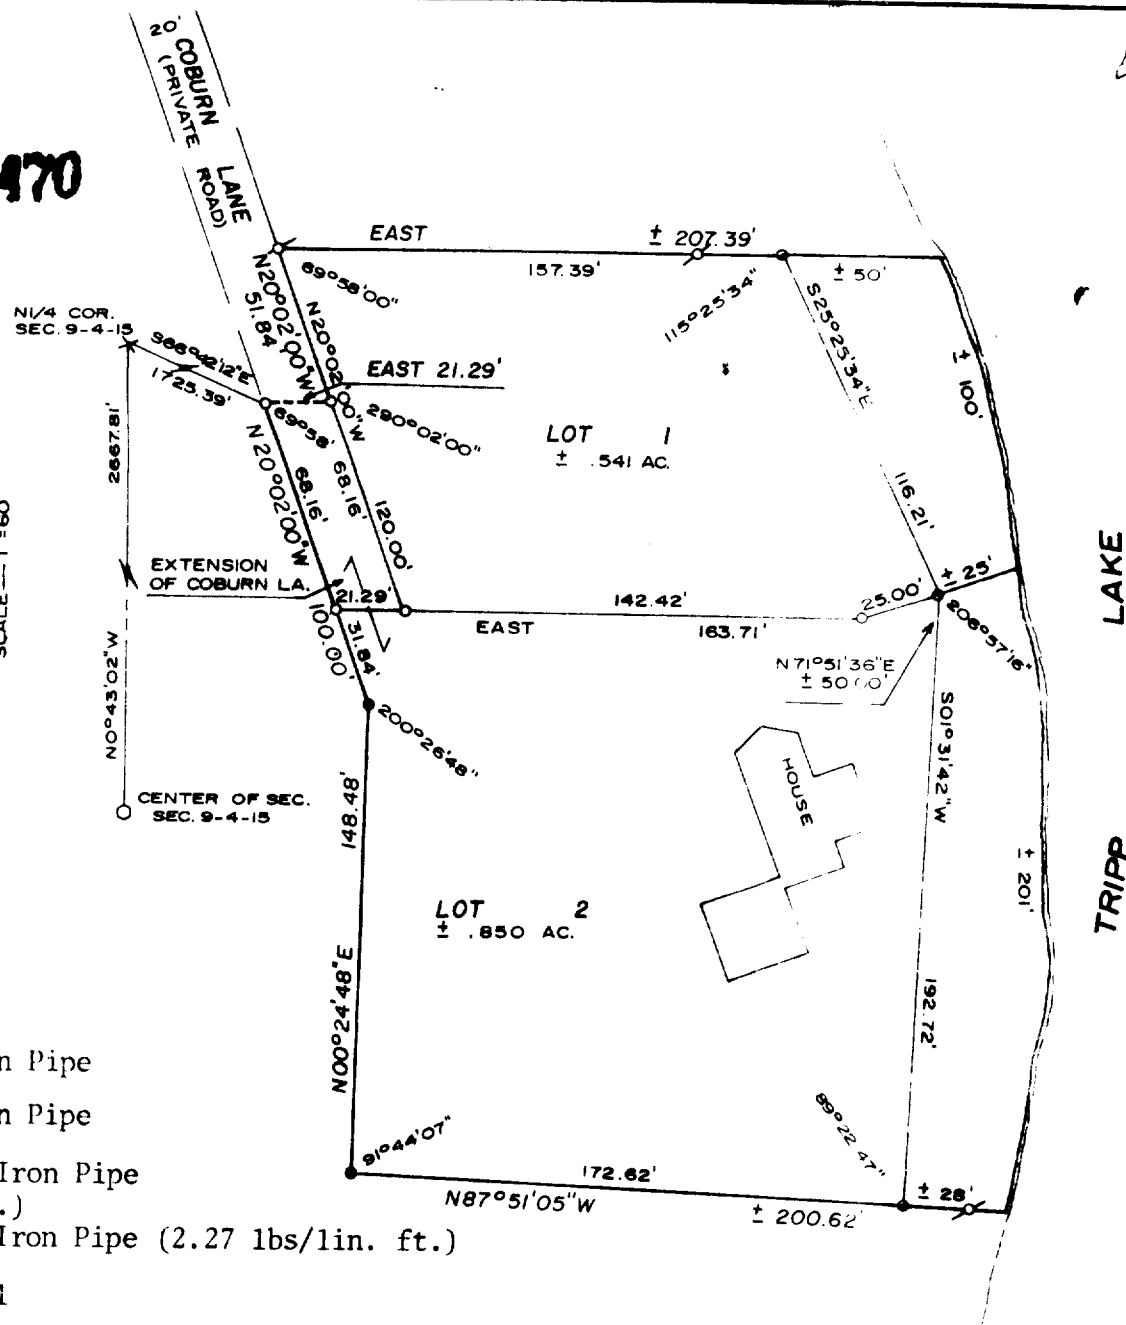 20'
COBURN LANE
(PRIVATE ROAD)
470
EAST
± 207.39'
157.39'
± 50'
69°58'00"
115°25'34"
N20°02'00"W
51.84'
N20°02'00"W
S25°25'34"E
± 100'
N1/4 COR.
SEC. 9-4-15
S66°42'12"E
1725.39'
EAST 21.29'
69°58'
290°02'00"
2667.81'
LOT 1
± .541 AC.
N20°02'00"W
68.16'
68.16'
120.00'
116.21'
SCALE — 1"=60'
EXTENSION
OF COBURN LA.
21.29'
142.42'
25.00'
± 25'
EAST
163.71'
206°57'16"
100.00'
31.84'
N71°51'36"E
± 50.00'
N0°43'02"W
200°26'48"
S01°31'42"W
HOUSE
CENTER OF SEC.
SEC. 9-4-15
148.48'
LAKE
TRIPP
± 201'
LOT 2
± .850 AC.
N00°24'48"E
192.72'
89°22'47"
91°44'07"
172.62'
± 28'
N87°51'05"W
± 200.62'
n Pipe
n Pipe
Iron Pipe
.)
Iron Pipe (2.27 lbs/lin. ft.)